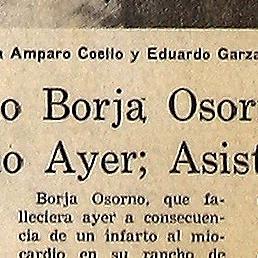 a Amparo Coello y Eduardo Garza
o Borja Osor
o Ayer; Asist
Borja Osorno, que fa-
lleciera ayer a consecuen-
cia de un infarto al mio-
cardio en su rancho de